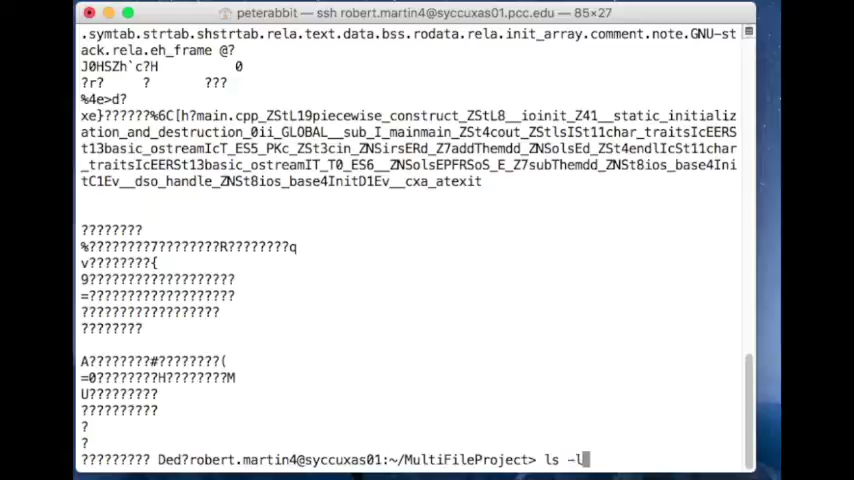 peterabbit — ssh robert.martin4@syccuxas01.pcc.edu — 85×27
.symtab.strtab.shstrtab.rela.text.data.bss.rodata.rela.init_array.comment.note.GNU-st
ack.rela.eh_frame @?
J0HSZh`c?H 0
?r? ? ???
%4e>d?
xe}??????%6C[h?main.cpp_ZStL19piecewise_construct_ZStL8__ioinit_Z41__static_initializ
ation_and_destruction_0ii_GLOBAL__sub_I_mainmain_ZSt4cout_ZStlsISt11char_traitsIcEERS
t13basic_ostreamIcT_ES5_PKc_ZSt3cin_ZNSirsERd_Z7addThemdd_ZNSolsEd_ZSt4endlIcSt11char
_traitsIcEERSt13basic_ostreamIT_T0_ES6__ZNSolsEPFRSoS_E_Z7subThemdd_ZNSt8ios_base4Ini
tC1Ev__dso_handle_ZNSt8ios_base4InitD1Ev__cxa_atexit
????????
%????????7????????R????????q
v????????{
9???????????????????
=???????????????????
??????????????????
????????
A????????#????????(
=0????????H????????M
U?????????
??????????
?
?
????????? Ded?robert.martin4@syccuxas01:~/MultiFileProject> ls -l